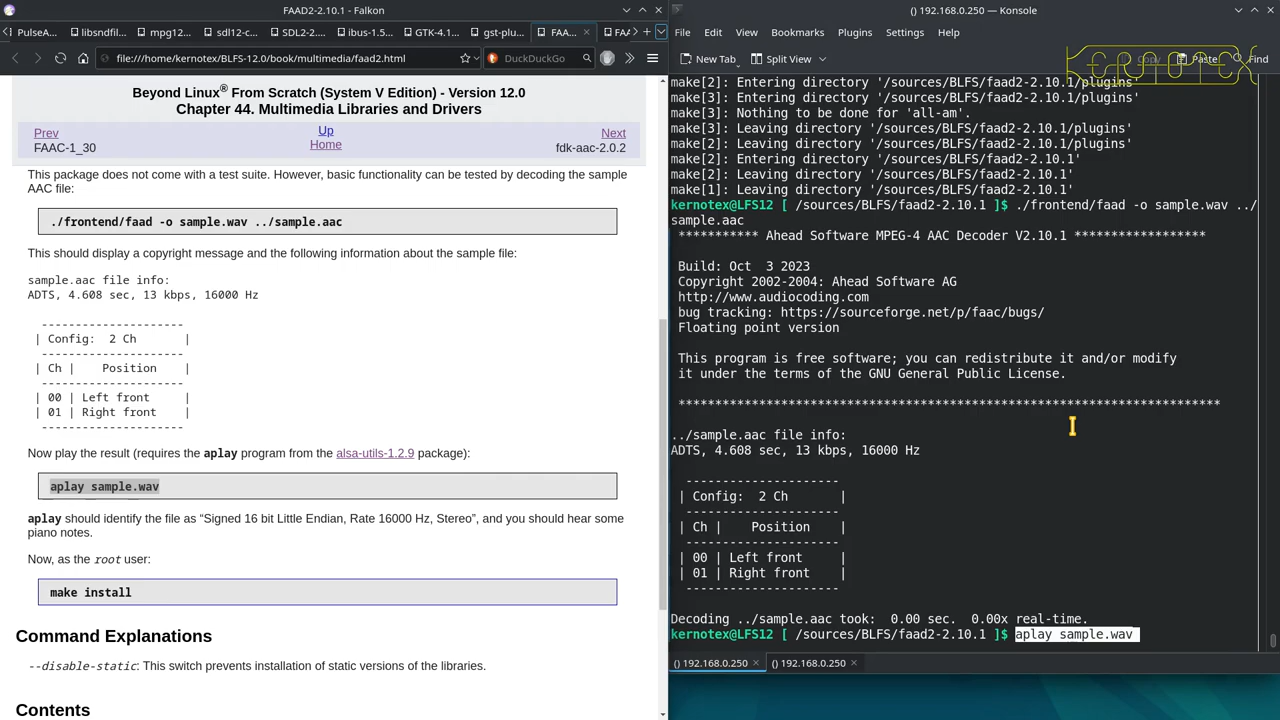 FAAD2-2.10.1 - Falkon
PulseA...
libsndfil...
mpg12...
sdl12-c...
SDL2-2....
ibus-1.5...
GTK-4.1...
gst-plu...
FAA...
FAA
file:///home/kernotex/BLFS-12.0/book/multimedia/faad2.html
DuckDuckGo
Beyond Linux® From Scratch (System V Edition) - Version 12.0
Chapter 44. Multimedia Libraries and Drivers
Prev Up Next
FAAC-1_30 Home fdk-aac-2.0.2
This package does not come with a test suite. However, basic functionality can be tested by decoding the sample
AAC file:
./frontend/faad -o sample.wav ../sample.aac
This should display a copyright message and the following information about the sample file:
sample.aac file info:
ADTS, 4.608 sec, 13 kbps, 16000 Hz
---------------------
| Config:  2 Ch       |
---------------------
| Ch |    Position    |
---------------------
| 00 | Left front     |
| 01 | Right front    |
---------------------
Now play the result (requires the aplay program from the alsa-utils-1.2.9 package):
aplay sample.wav
aplay should identify the file as “Signed 16 bit Little Endian, Rate 16000 Hz, Stereo”, and you should hear some
piano notes.
Now, as the root user:
make install
Command Explanations
--disable-static: This switch prevents installation of static versions of the libraries.
Contents
() 192.168.0.250 — Konsole
File Edit View Bookmarks Plugins Settings Help
New Tab Split View Copy Paste Find
KERNOTEX
make[2]: Entering directory '/sources/BLFS/faad2-2.10.1/plugins'
make[3]: Entering directory '/sources/BLFS/faad2-2.10.1/plugins'
make[3]: Nothing to be done for 'all-am'.
make[3]: Leaving directory '/sources/BLFS/faad2-2.10.1/plugins'
make[2]: Leaving directory '/sources/BLFS/faad2-2.10.1/plugins'
make[2]: Entering directory '/sources/BLFS/faad2-2.10.1'
make[2]: Leaving directory '/sources/BLFS/faad2-2.10.1'
make[1]: Leaving directory '/sources/BLFS/faad2-2.10.1'
kernotex@LFS12 [ /sources/BLFS/faad2-2.10.1 ]$ ./frontend/faad -o sample.wav ../
sample.aac
*********** Ahead Software MPEG-4 AAC Decoder V2.10.1 ******************
Build: Oct  3 2023
Copyright 2002-2004: Ahead Software AG
http://www.audiocoding.com
bug tracking: https://sourceforge.net/p/faac/bugs/
Floating point version
This program is free software; you can redistribute it and/or modify
it under the terms of the GNU General Public License.
**************************************************************************
../sample.aac file info:
ADTS, 4.608 sec, 13 kbps, 16000 Hz
---------------------
| Config:  2 Ch       |
---------------------
| Ch |    Position    |
---------------------
| 00 | Left front     |
| 01 | Right front    |
---------------------
Decoding ../sample.aac took:  0.00 sec.  0.00x real-time.
kernotex@LFS12 [ /sources/BLFS/faad2-2.10.1 ]$ aplay sample.wav
() 192.168.0.250
() 192.168.0.250